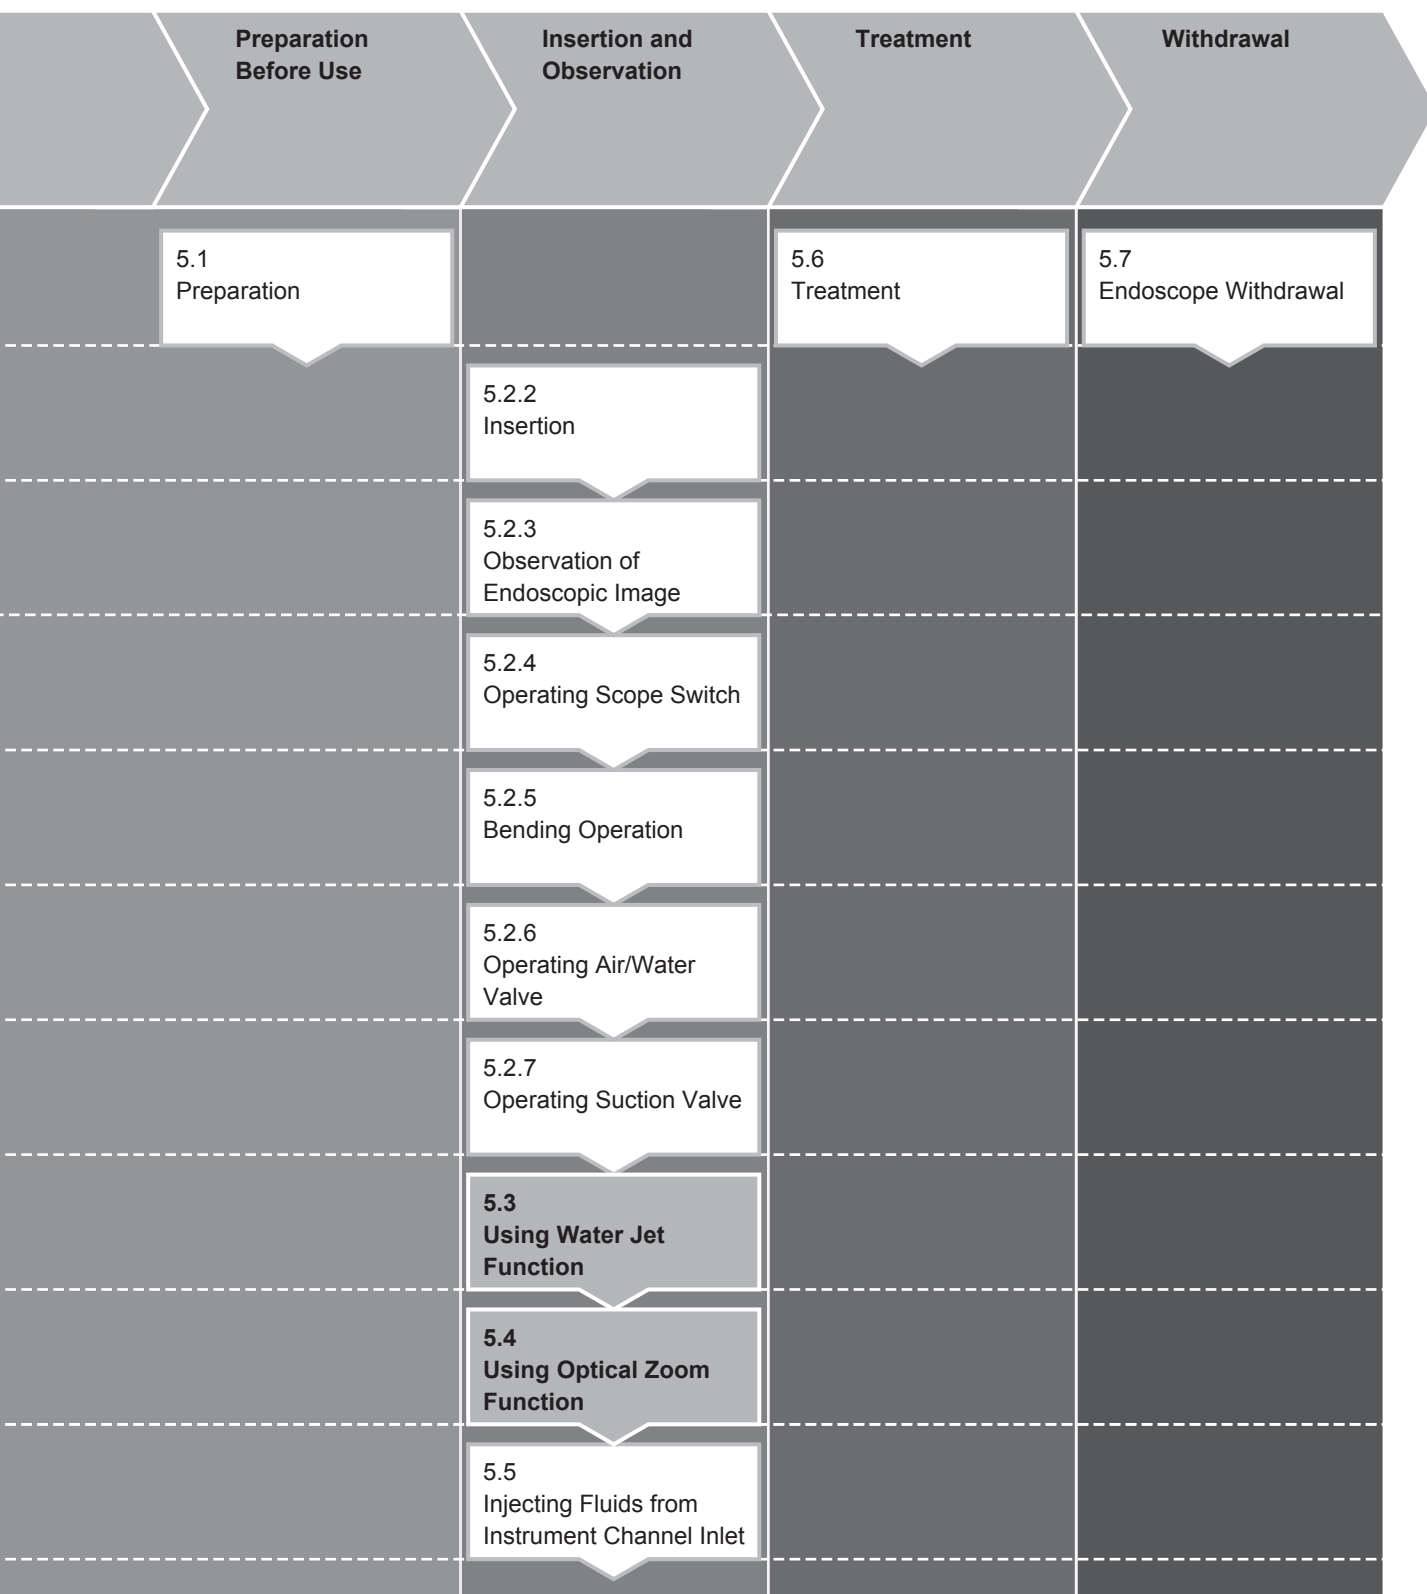 Preparation
Before Use
Insertion and
Observation
Treatment
Withdrawal
5.1
Preparation
5.6
Treatment
5.7
Endoscope Withdrawal
5.2.2
Insertion
5.2.3
Observation of
Endoscopic Image
5.2.4
Operating Scope Switch
5.2.5
Bending Operation
5.2.6
Operating Air/Water
Valve
5.2.7
Operating Suction Valve
5.3
Using Water Jet
Function
5.4
Using Optical Zoom
Function
5.5
Injecting Fluids from
Instrument Channel Inlet